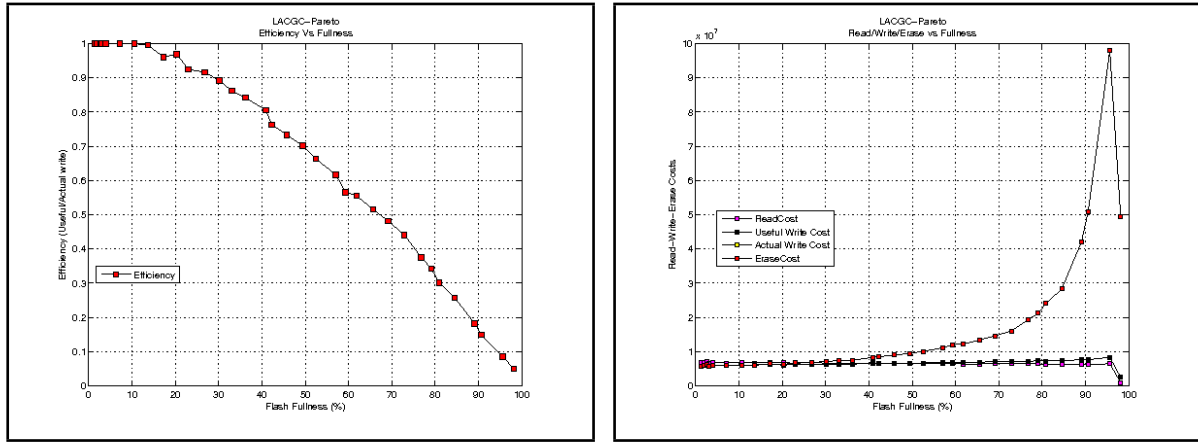 LACGC-Pareto
Efficiency Vs Fullness
1
0.9
0.8
0.7
0.6
0.5
0.4
0.3
0.2
0.1
0
Efficiency (Useful/Actual write)
Efficiency
0 10 20 30 40 50 60 70 80 90 100
Flash Fullness (%)
LACGC-Pareto
Read/Write/Erase vs Fullness
x 10^7
10
9
8
7
6
5
4
3
2
1
0
Read-Write-Erase Costs
ReadCost
Useful Write Cost
Actual Write Cost
EraseCost
0 10 20 30 40 50 60 70 80 90 100
Flash Fullness (%)